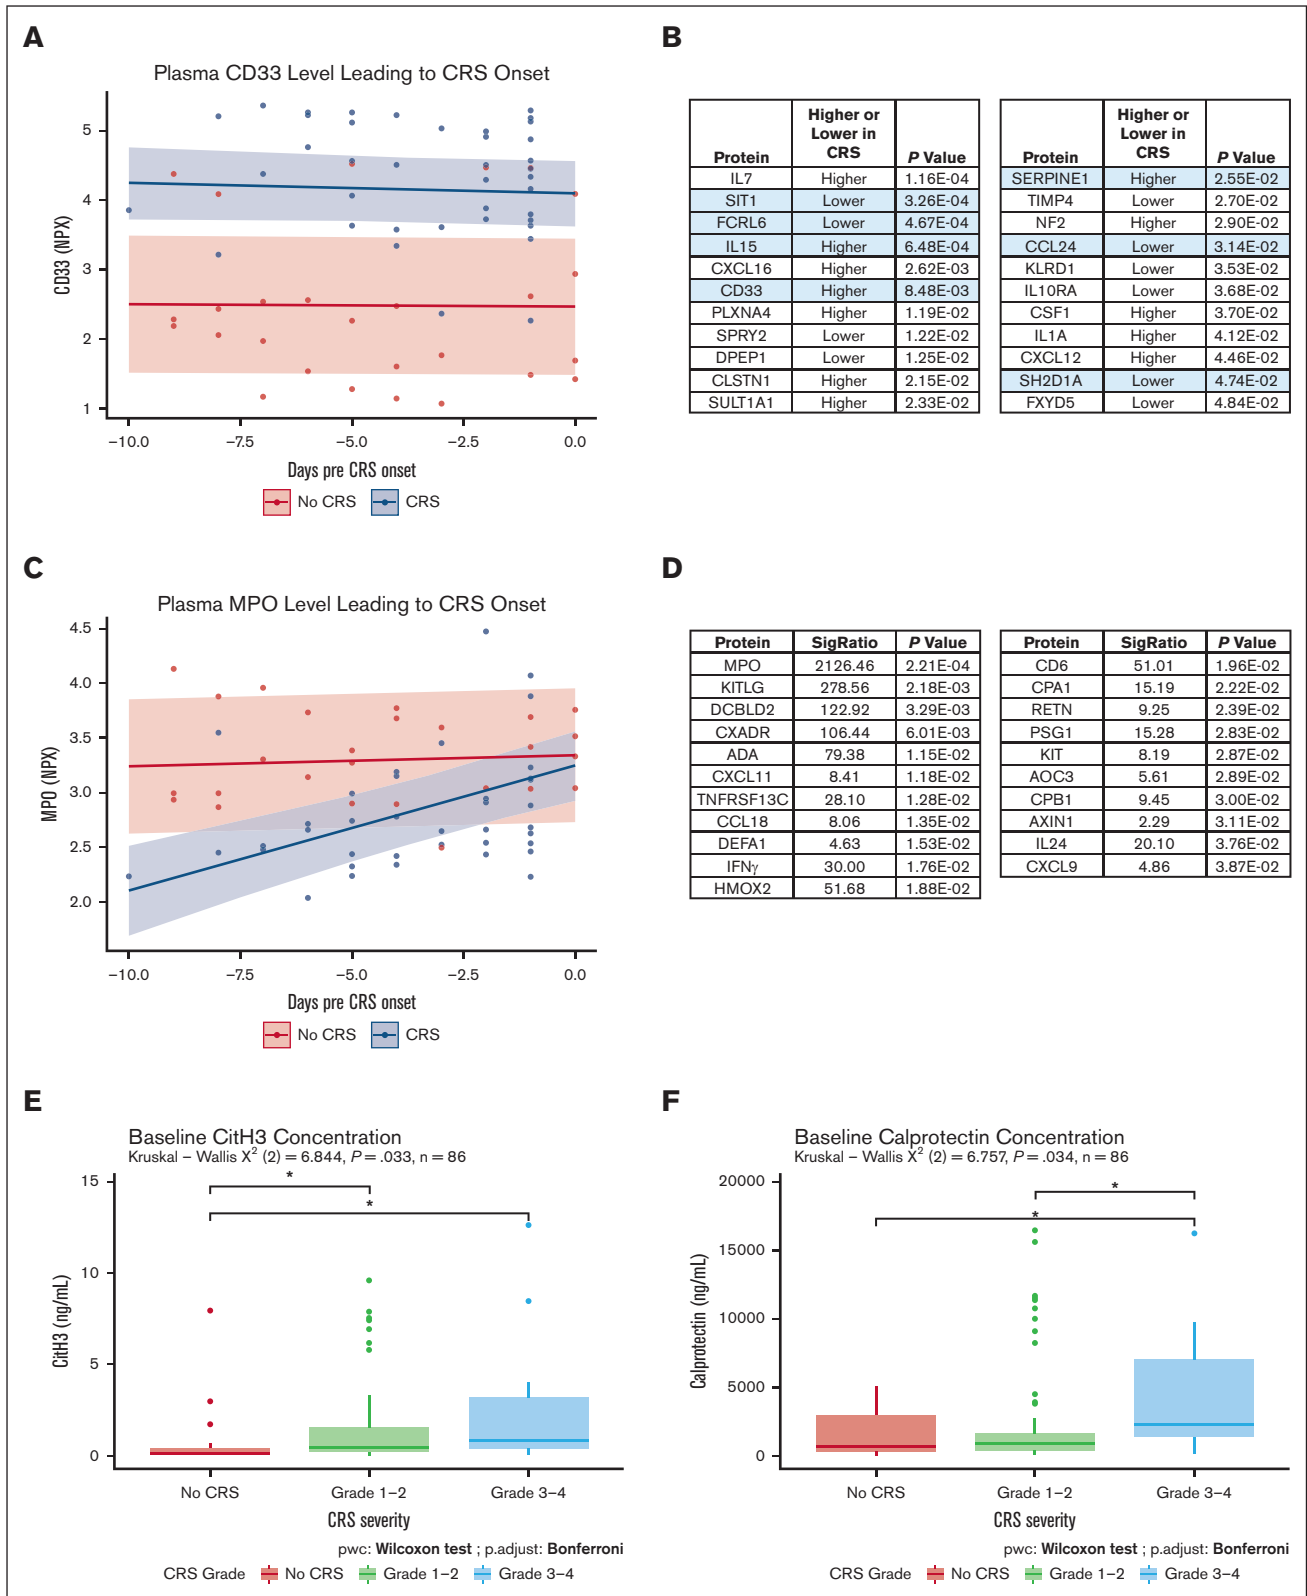 A
Plasma CD33 Level Leading to CRS Onset
CD33 (NPX)
5
4
3
2
1
−10.0 −7.5 −5.0 −2.5 0.0
Days pre CRS onset
No CRS CRS
B
Protein Higher or Lower in CRS P Value
IL7 Higher 1.16E-04
SIT1 Lower 3.26E-04
FCRL6 Lower 4.67E-04
IL15 Higher 6.48E-04
CXCL16 Higher 2.62E-03
CD33 Higher 8.48E-03
PLXNA4 Higher 1.19E-02
SPRY2 Lower 1.22E-02
DPEP1 Lower 1.25E-02
CLSTN1 Higher 2.15E-02
SULT1A1 Higher 2.33E-02
Protein Higher or Lower in CRS P Value
SERPINE1 Higher 2.55E-02
TIMP4 Lower 2.70E-02
NF2 Higher 2.90E-02
CCL24 Lower 3.14E-02
KLRD1 Lower 3.53E-02
IL10RA Lower 3.68E-02
CSF1 Higher 3.70E-02
IL1A Higher 4.12E-02
CXCL12 Higher 4.46E-02
SH2D1A Lower 4.74E-02
FXYD5 Lower 4.84E-02
C
Plasma MPO Level Leading to CRS Onset
MPO (NPX)
4.5
4.0
3.5
3.0
2.5
2.0
−10.0 −7.5 −5.0 −2.5 0.0
Days pre CRS onset
No CRS CRS
D
Protein SigRatio P Value
MPO 2126.46 2.21E-04
KITLG 278.56 2.18E-03
DCBLD2 122.92 3.29E-03
CXADR 106.44 6.01E-03
ADA 79.38 1.15E-02
CXCL11 8.41 1.18E-02
TNFRSF13C 28.10 1.28E-02
CCL18 8.06 1.35E-02
DEFA1 4.63 1.53E-02
IFNγ 30.00 1.76E-02
HMOX2 51.68 1.88E-02
Protein SigRatio P Value
CD6 51.01 1.96E-02
CPA1 15.19 2.22E-02
RETN 9.25 2.39E-02
PSG1 15.28 2.83E-02
KIT 8.19 2.87E-02
AOC3 5.61 2.89E-02
CPB1 9.45 3.00E-02
AXIN1 2.29 3.11E-02
IL24 20.10 3.76E-02
CXCL9 4.86 3.87E-02
E
Baseline CitH3 Concentration
Kruskal – Wallis X² (2) = 6.844, P = .033, n = 86
CitH3 (ng/mL)
15
10
5
0
*
*
No CRS Grade 1–2 Grade 3–4
CRS severity
pwc: Wilcoxon test ; p.adjust: Bonferroni
CRS Grade No CRS Grade 1–2 Grade 3–4
F
Baseline Calprotectin Concentration
Kruskal – Wallis X² (2) = 6.757, P = .034, n = 86
Calprotectin (ng/mL)
20000
15000
10000
5000
0
*
*
No CRS Grade 1–2 Grade 3–4
CRS severity
pwc: Wilcoxon test ; p.adjust: Bonferroni
CRS Grade No CRS Grade 1–2 Grade 3–4